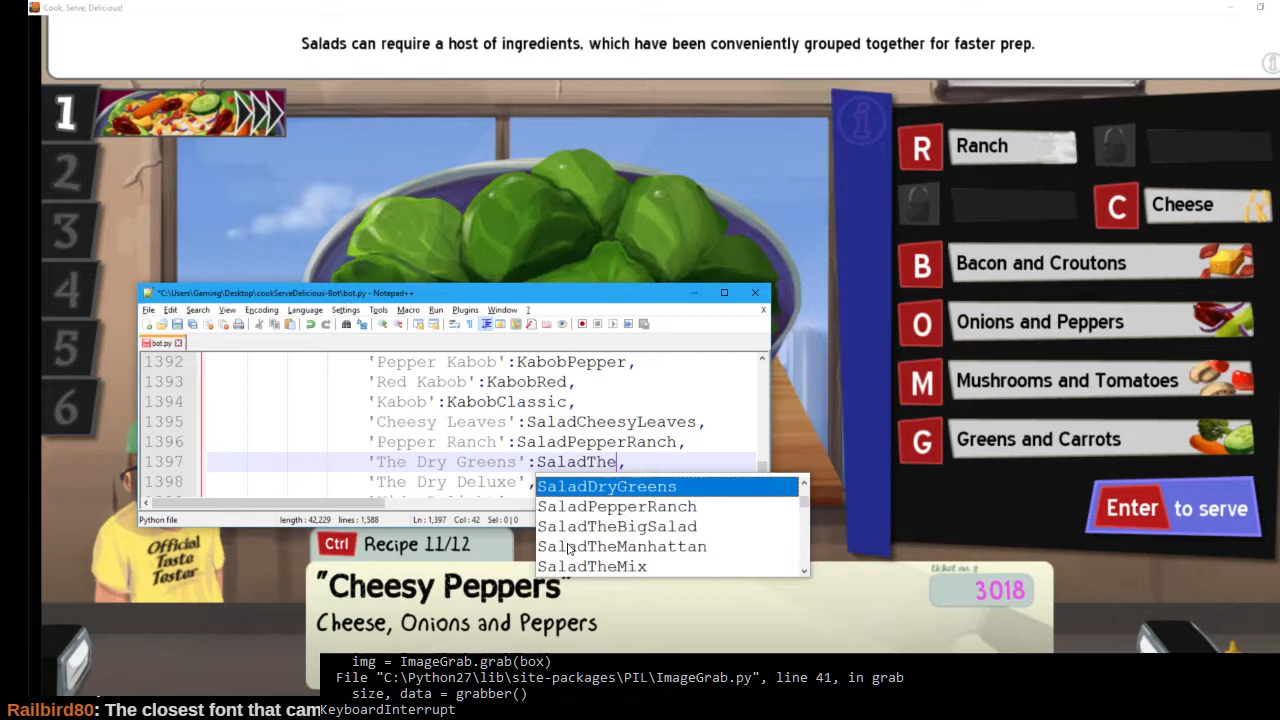 Cook, Serve, Delicious!
Salads can require a host of ingredients, which have been conveniently grouped together for faster prep.
1
2
3
4
5
6
R Ranch
C Cheese
B Bacon and Croutons
O Onions and Peppers
M Mushrooms and Tomatoes
G Greens and Carrots
Enter to serve
*C:\Users\Gaming\Desktop\cookServeDelicious-Bot\bot.py - Notepad++
File Edit Search View Encoding Language Settings Tools Macro Run Plugins Window ? X
bot.py
1392 'Pepper Kabob':KabobPepper,
1393 'Red Kabob':KabobRed,
1394 'Kabob':KabobClassic,
1395 'Cheesy Leaves':SaladCheesyLeaves,
1396 'Pepper Ranch':SaladPepperRanch,
1397 'The Dry Greens':SaladThe,
1398 'The Dry Deluxe',
SaladDryGreens
SaladPepperRanch
SaladTheBigSalad
SaladTheManhattan
SaladTheMix
Python file length : 42,229 lines : 1,588 Ln : 1,397 Col : 42 Sel : 0 | 0
Official
Taste
Tester
Ctrl Recipe 11/12
"Cheesy Peppers"
Cheese, Onions and Peppers
ticket no.
3018
img = ImageGrab.grab(box)
File "C:\Python27\lib\site-packages\PIL\ImageGrab.py", line 41, in grab
size, data = grabber()
KeyboardInterrupt
Railbird80: The closest font that cam